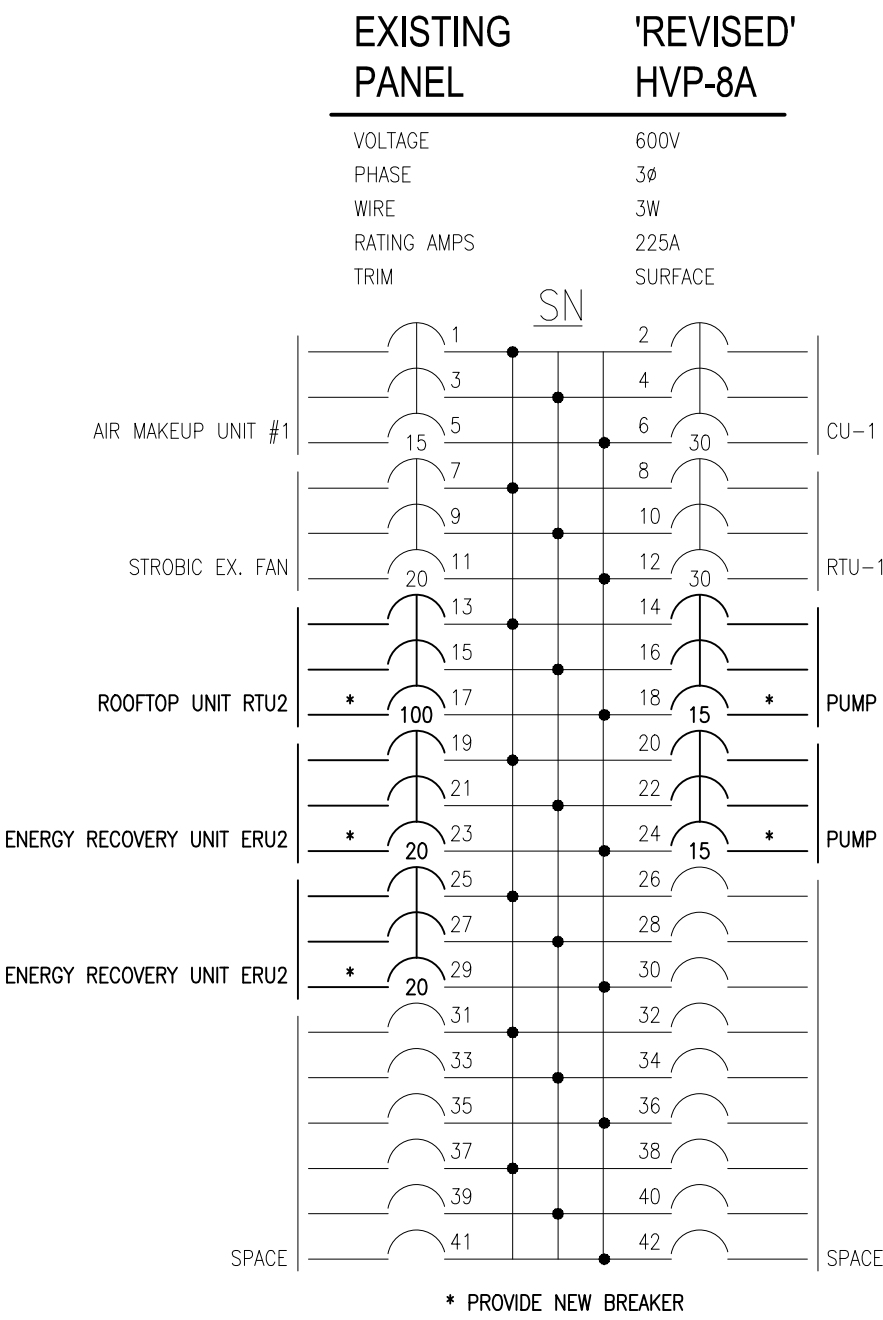 EXISTING 'REVISED'
PANEL HVP-8A
VOLTAGE 600V
PHASE 3ø
WIRE 3W
RATING AMPS 225A
TRIM SURFACE
SN
1 2
3 4
AIR MAKEUP UNIT #1 15 5 6 30 CU-1
7 8
9 10
STROBIC EX. FAN 20 11 12 30 RTU-1
13 14
15 16
ROOFTOP UNIT RTU2 * 100 17 18 15 * PUMP
19 20
21 22
ENERGY RECOVERY UNIT ERU2 * 20 23 24 15 * PUMP
25 26
27 28
ENERGY RECOVERY UNIT ERU2 * 20 29 30
31 32
33 34
35 36
37 38
39 40
SPACE 41 42 SPACE
* PROVIDE NEW BREAKER